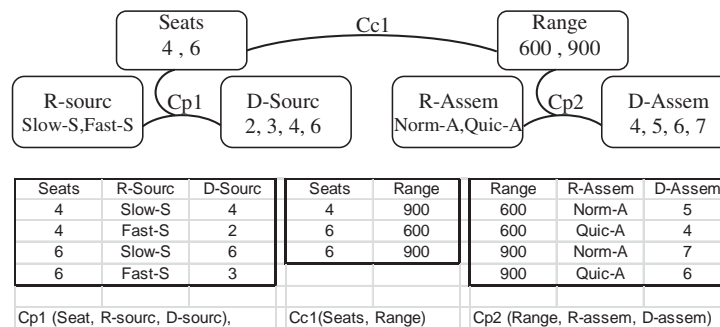 Seats
4 , 6
Cc1
Range
600 , 900
R-sourc
Slow-S,Fast-S
Cp1
D-Sourc
2, 3, 4, 6
R-Assem
Norm-A,Quic-A
Cp2
D-Assem
4, 5, 6, 7
Seats R-Sourc D-Sourc
4 Slow-S 4
4 Fast-S 2
6 Slow-S 6
6 Fast-S 3
Seats Range
4 900
6 600
6 900
Range R-Assem D-Assem
600 Norm-A 5
600 Quic-A 4
900 Norm-A 7
900 Quic-A 6
Cp1 (Seat, R-sourc, D-sourc),
Cc1(Seats, Range)
Cp2 (Range, R-assem, D-assem)